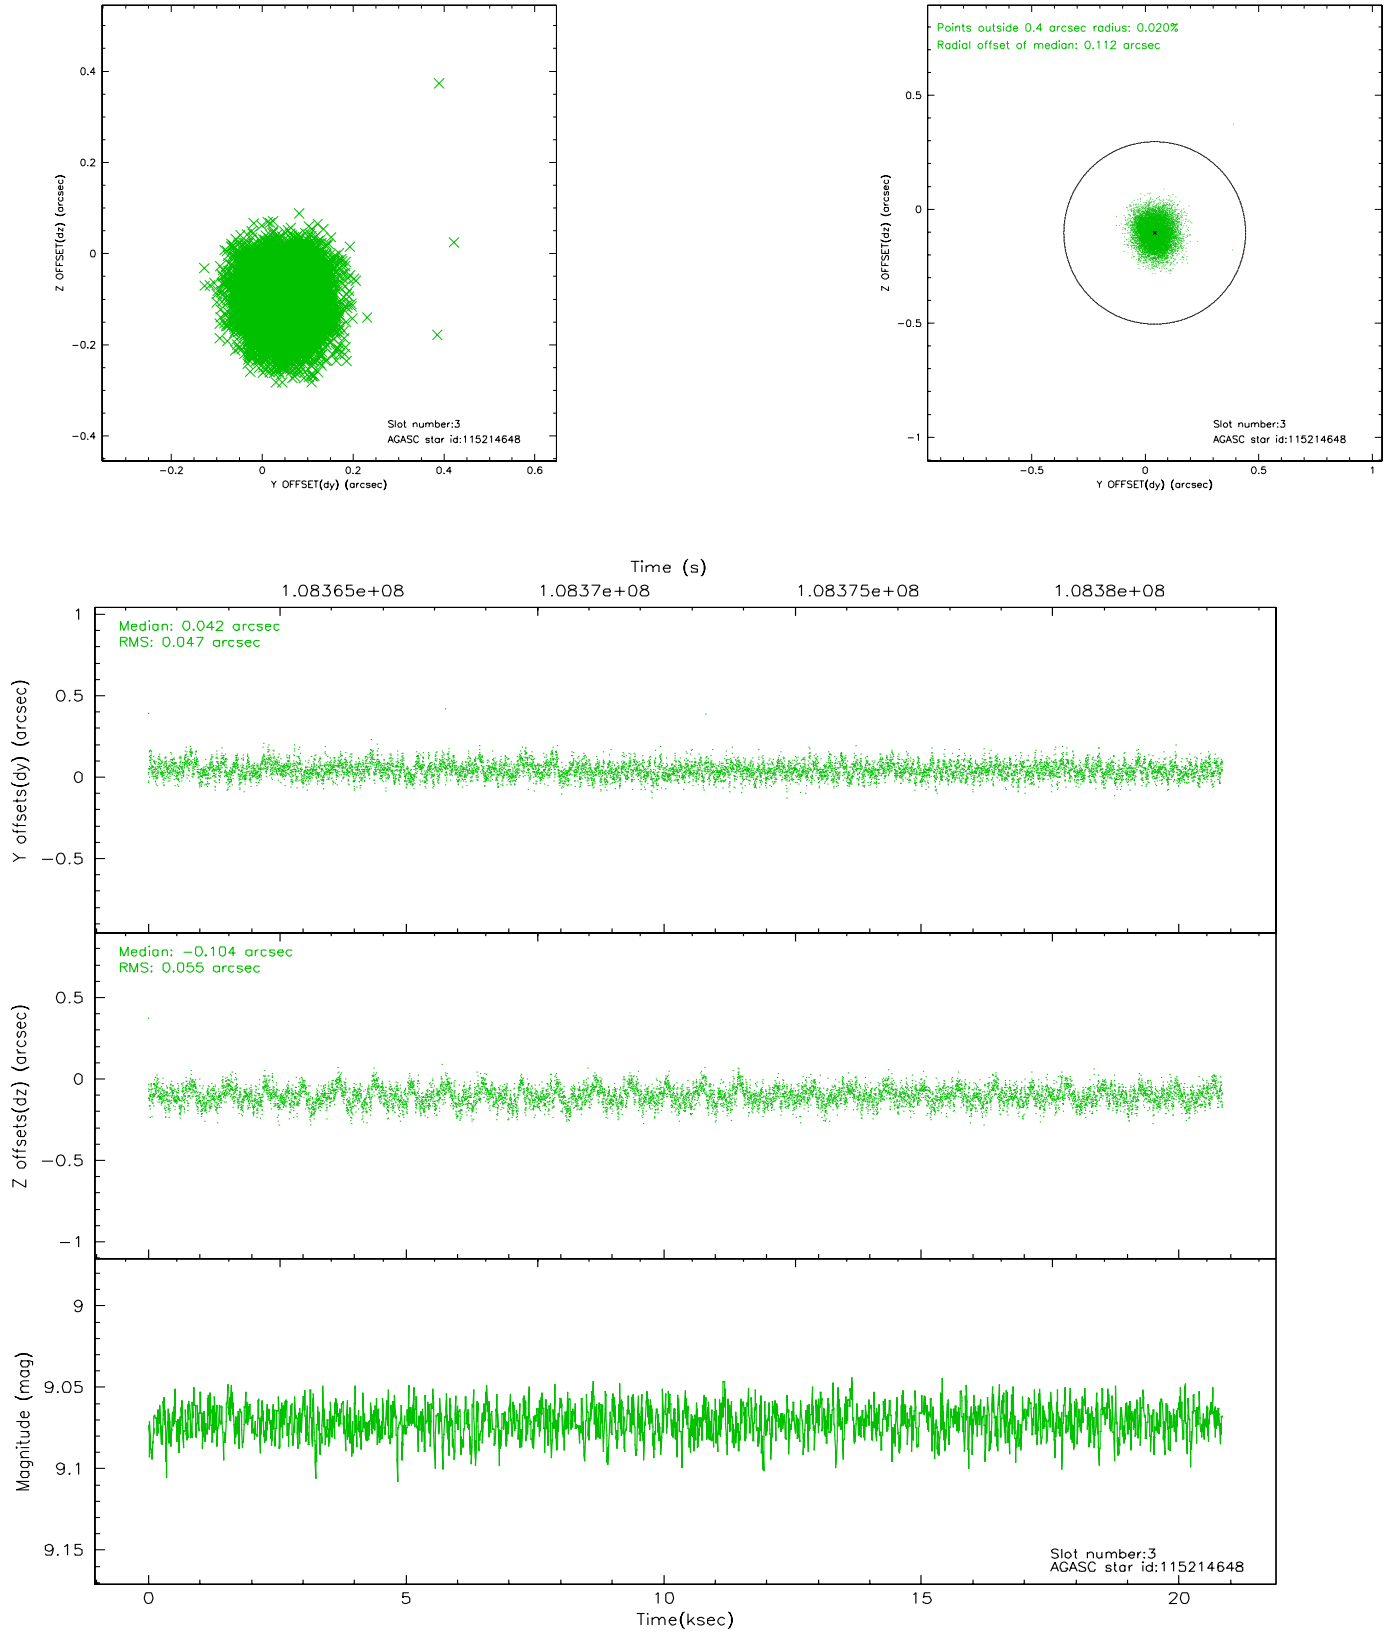 0.4
0.2
0
−0.2
−0.4
Z OFFSET(dz) (arcsec)
Slot number:3
AGASC star id:115214648
−0.2
0
0.2
0.4
0.6
Y OFFSET(dy) (arcsec)
Points outside 0.4 arcsec radius: 0.020%
Radial offset of median: 0.112 arcsec
0.5
0
−0.5
−1
Z OFFSET(dz) (arcsec)
Slot number:3
AGASC star id:115214648
−0.5
0
0.5
1
Y OFFSET(dy) (arcsec)
Time (s)
1.08365e+08
1.0837e+08
1.08375e+08
1.0838e+08
Median: 0.042 arcsec
RMS: 0.047 arcsec
1
0.5
0
−0.5
Y offsets(dy) (arcsec)
Median: −0.104 arcsec
RMS: 0.055 arcsec
0.5
0
−0.5
−1
Z offsets(dz) (arcsec)
9
9.05
9.1
9.15
Magnitude (mag)
Slot number:3
AGASC star id:115214648
0
5
10
15
20
Time(ksec)